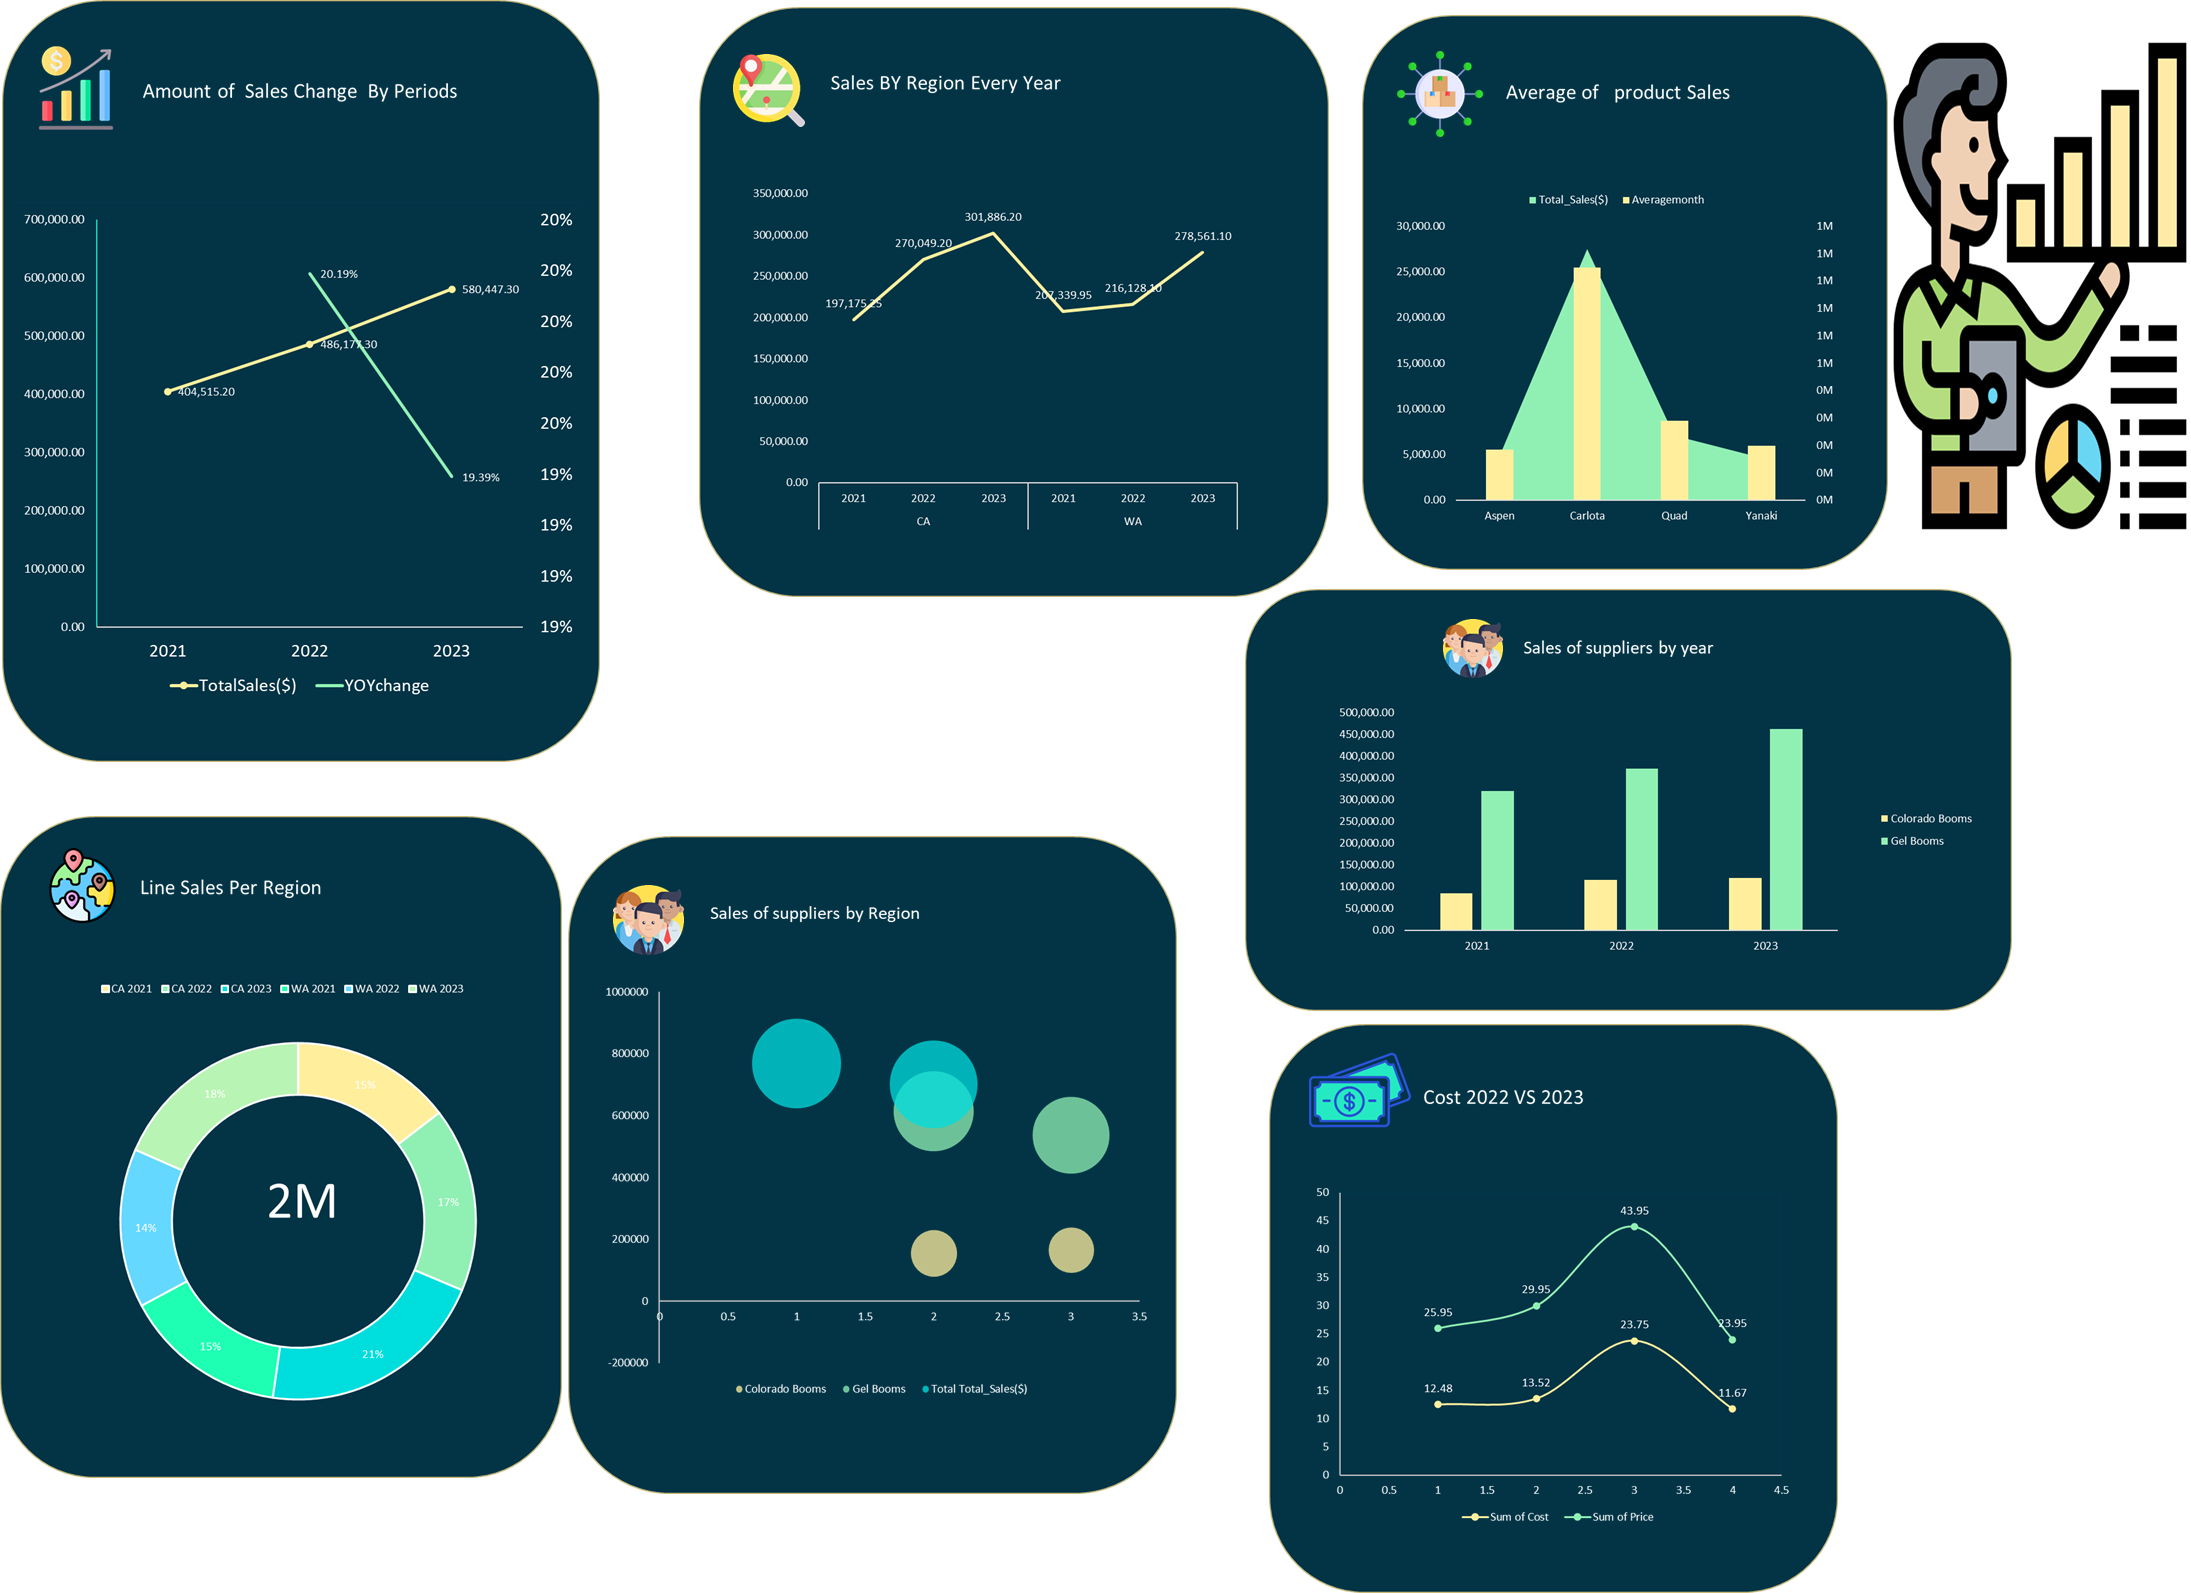 Amount of Sales Change By Periods
700,000.00
600,000.00
500,000.00
400,000.00
300,000.00
200,000.00
100,000.00
0.00
20%
20%
20%
20%
20%
19%
19%
19%
19%
20.19%
580,447.30
486,177.30
404,515.20
19.39%
2021 2022 2023
TotalSales($) YOYchange
Sales BY Region Every Year
350,000.00
300,000.00
250,000.00
200,000.00
150,000.00
100,000.00
50,000.00
0.00
301,886.20
270,049.20
278,561.10
197,175.25
207,339.95
216,128.10
2021 2022 2023 2021 2022 2023
CA WA
Average of product Sales
Total_Sales($) Averagemonth
30,000.00
25,000.00
20,000.00
15,000.00
10,000.00
5,000.00
0.00
1M
1M
1M
1M
1M
1M
0M
0M
0M
0M
0M
Aspen Carlota Quad Yanaki
Sales of suppliers by year
500,000.00
450,000.00
400,000.00
350,000.00
300,000.00
250,000.00
200,000.00
150,000.00
100,000.00
50,000.00
0.00
2021 2022 2023
Colorado Booms
Gel Booms
Line Sales Per Region
CA 2021 CA 2022 CA 2023 WA 2021 WA 2022 WA 2023
15%
18%
17%
14%
15%
21%
2M
Sales of suppliers by Region
1000000
800000
600000
400000
200000
0
-200000
0 0.5 1 1.5 2 2.5 3 3.5
Colorado Booms Gel Booms Total Total_Sales($)
Cost 2022 VS 2023
50
45
40
35
30
25
20
15
10
5
0
43.95
29.95
25.95
23.95
23.75
13.52
12.48
11.67
0 0.5 1 1.5 2 2.5 3 3.5 4 4.5
Sum of Cost Sum of Price